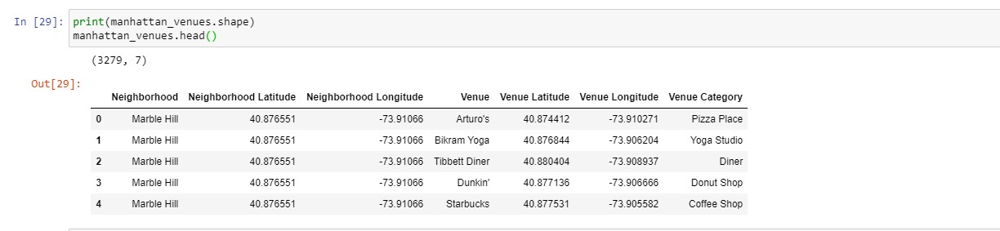 In [29]: print(manhattan_venues.shape)
manhattan_venues.head()
(3279, 7)
Out[29]:
Neighborhood Neighborhood Latitude Neighborhood Longitude Venue Venue Latitude Venue Longitude Venue Category
0 Marble Hill 40.876551 -73.91066 Arturo's 40.874412 -73.910271 Pizza Place
1 Marble Hill 40.876551 -73.91066 Bikram Yoga 40.876844 -73.906204 Yoga Studio
2 Marble Hill 40.876551 -73.91066 Tibbett Diner 40.880404 -73.908937 Diner
3 Marble Hill 40.876551 -73.91066 Dunkin' 40.877136 -73.906666 Donut Shop
4 Marble Hill 40.876551 -73.91066 Starbucks 40.877531 -73.905582 Coffee Shop